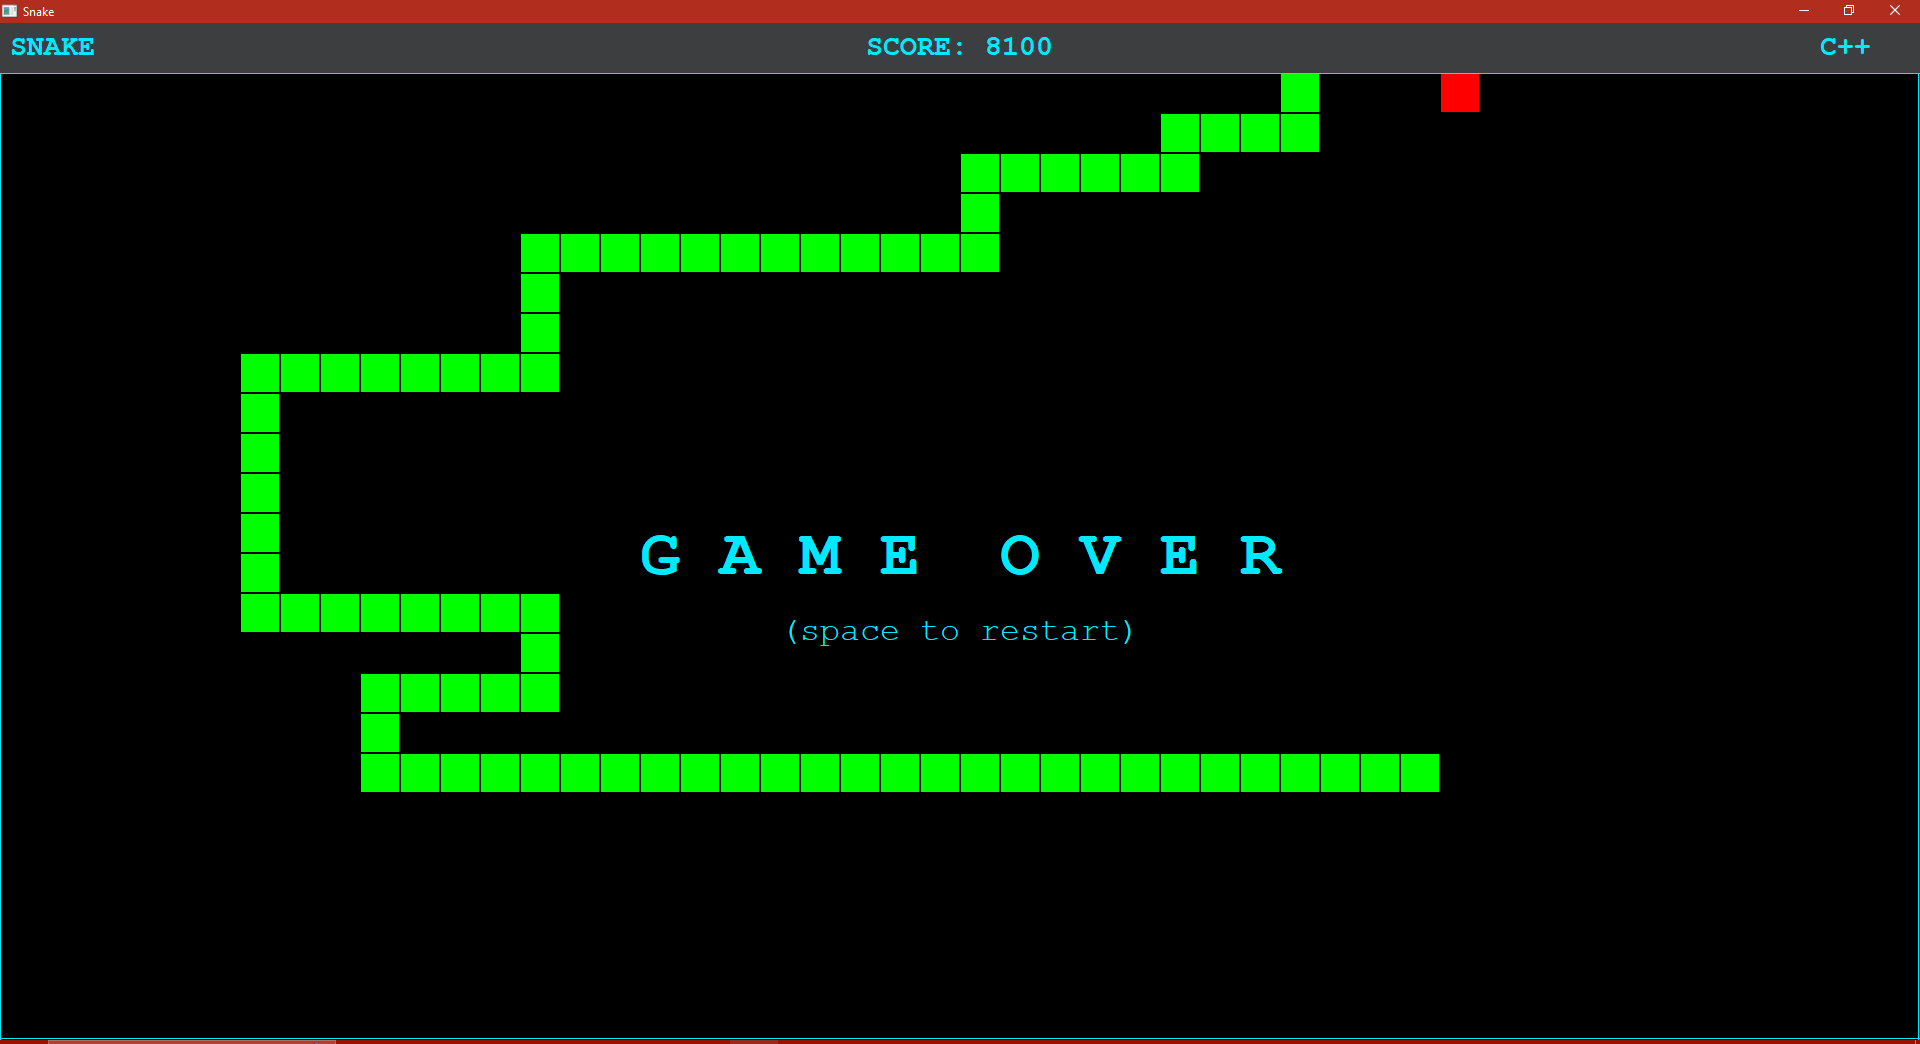 Snake
SNAKE SCORE: 8100 C++
G A M E O V E R
(space to restart)